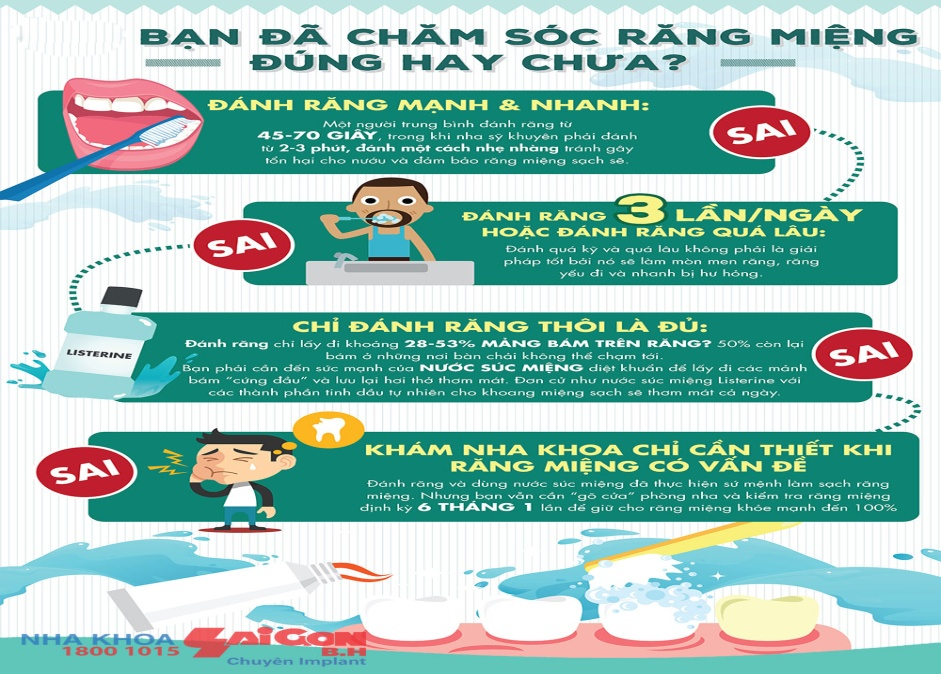 BẠN ĐÃ CHĂM SÓC RĂNG MIỆNG
ĐÚNG HAY CHƯA?
ĐÁNH RĂNG MẠNH & NHANH:
Một người trung bình đánh răng từ
45-70 GIÂY, trong khi nha sỹ khuyên phải đánh
từ 2-3 phút, đánh một cách nhẹ nhàng tránh gây
tổn hại cho nướu và đảm bảo răng miệng sạch sẽ.
SAI
ĐÁNH RĂNG 3 LẦN/NGÀY
HOẶC ĐÁNH RĂNG QUÁ LÂU:
Đánh quá kỹ và quá lâu không phải là giải
pháp tốt bởi nó sẽ làm mòn men răng, răng
yếu đi và nhanh bị hư hỏng.
SAI
LISTERINE
CHỈ ĐÁNH RĂNG THÔI LÀ ĐỦ:
Đánh răng chỉ lấy đi khoảng 28-53% MẢNG BÁM TRÊN RĂNG? 50% còn lại
bám ở những nơi bàn chải không thể chạm tới.
Bạn phải cần đến sức mạnh của NƯỚC SÚC MIỆNG diệt khuẩn để lấy đi các mảnh
bám "cứng đầu" và lưu lại hơi thở thơm mát. Đơn cử như nước súc miệng Listerine với
các thành phần tinh dầu tự nhiên cho khoang miệng sạch sẽ thơm mát cả ngày.
SAI
KHÁM NHA KHOA CHỈ CẦN THIẾT KHI
RĂNG MIỆNG CÓ VẤN ĐỀ
Đánh răng và dùng nước súc miệng đã thực hiện sứ mệnh làm sạch răng
miệng. Nhưng bạn vẫn cần "gõ cửa" phòng nha và kiểm tra răng miệng
định kỳ 6 THÁNG 1 lần để giữ cho răng miệng khỏe mạnh đến 100%
SAI
NHA KHOA
1800 1015
SAIGON
B.H
Chuyên Implant